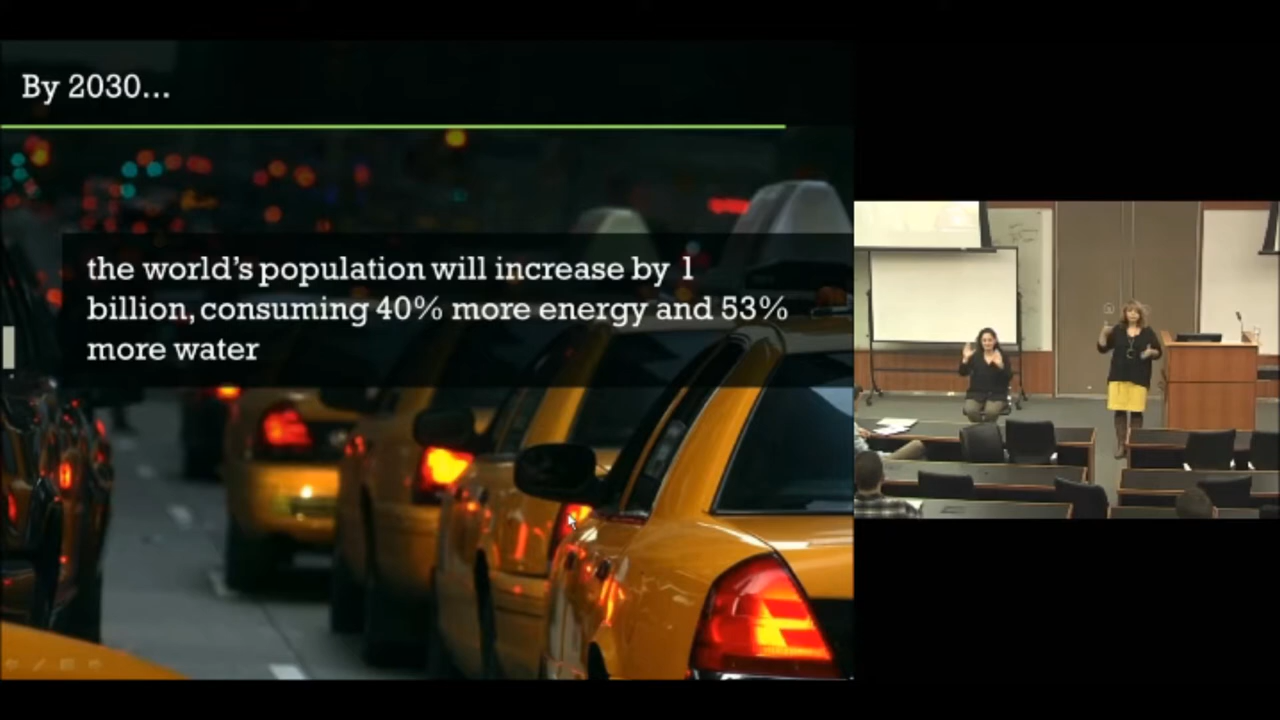 By 2030...
the world's population will increase by 1
billion, consuming 40% more energy and 53%
more water